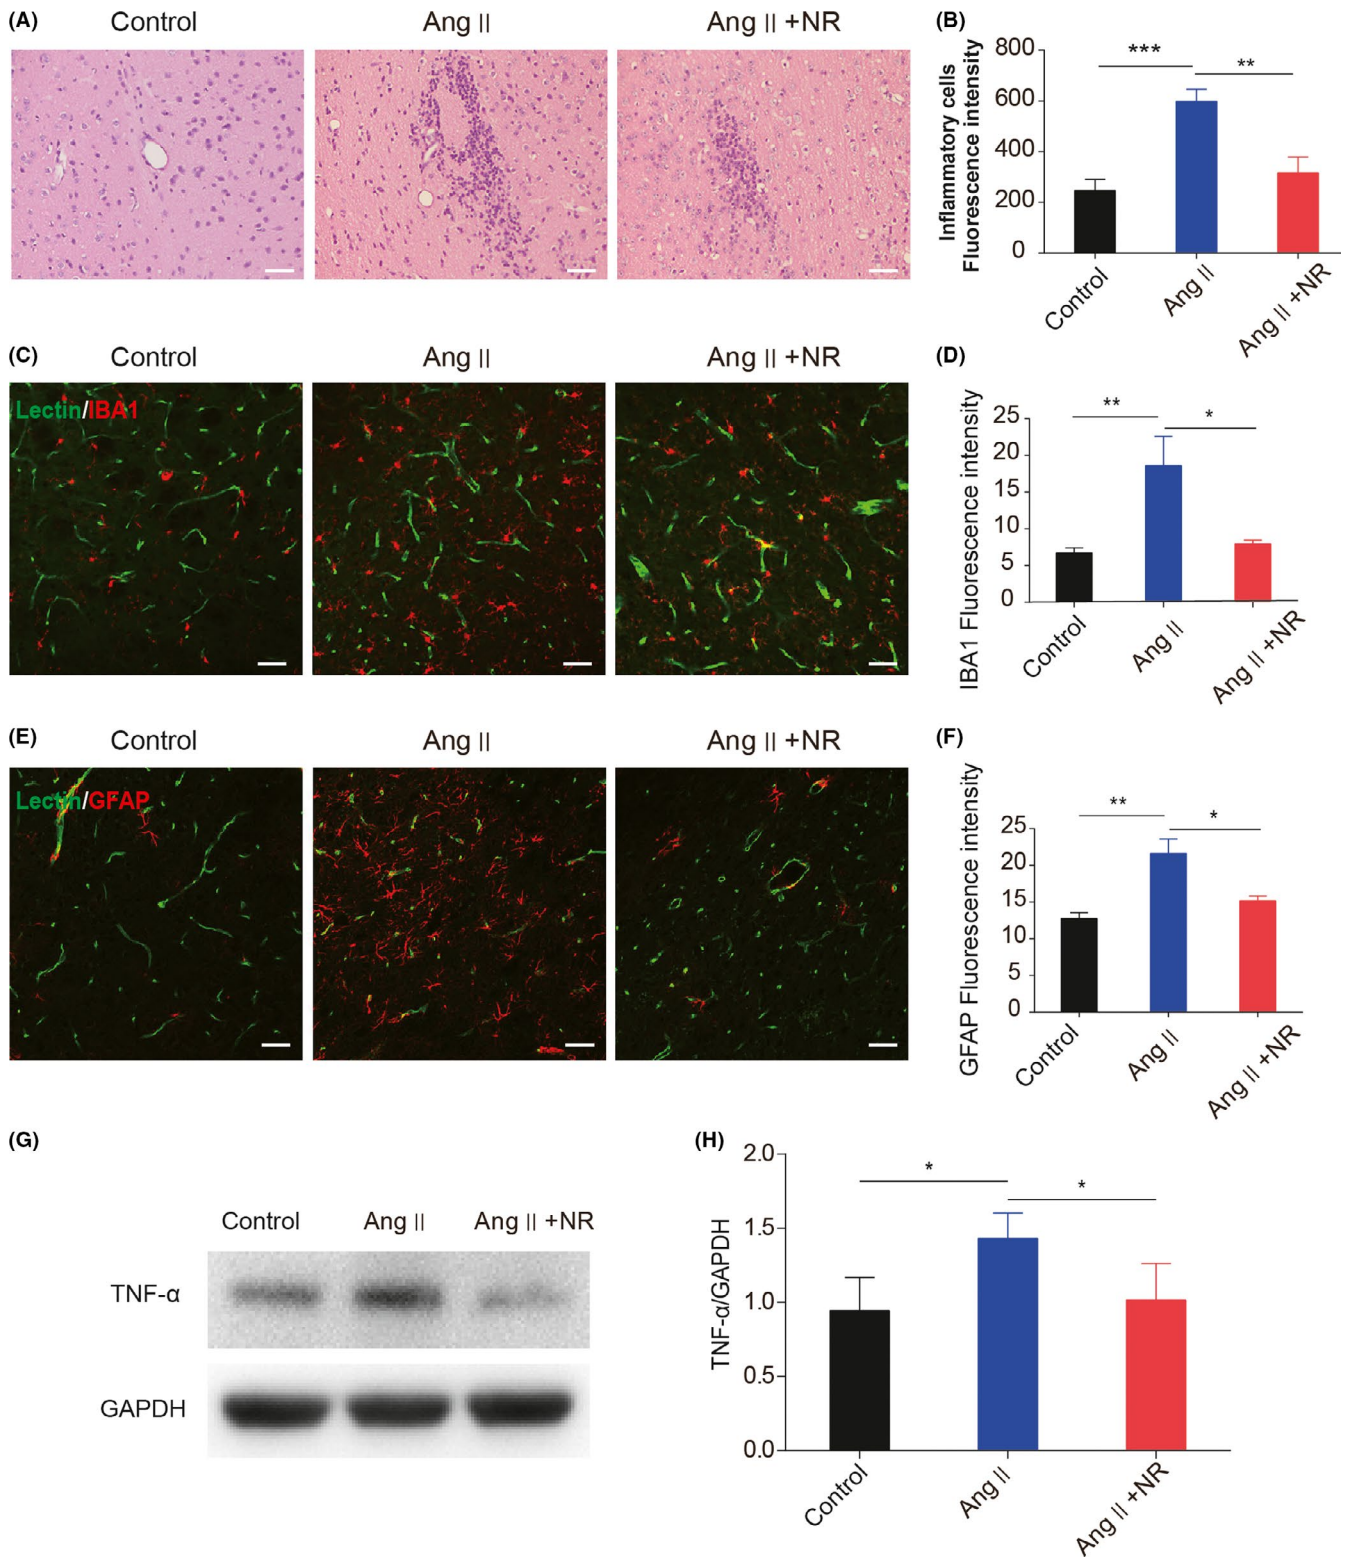 (A) Control Ang II Ang II +NR
(B)
Inflammatory cells
Fluorescence intensity
800
600
400
200
0
*** **
Control Ang II Ang II +NR
(C) Control Ang II Ang II +NR
Lectin/IBA1
(D)
IBA1 Fluorescence intensity
25
20
15
10
5
0
** *
Control Ang II Ang II +NR
(E) Control Ang II Ang II +NR
Lectin/GFAP
(F)
GFAP Fluorescence intensity
25
20
15
10
5
0
** *
Control Ang II Ang II +NR
(G)
Control Ang II Ang II +NR
TNF-α
GAPDH
(H)
TNF-α/GAPDH
2.0
1.5
1.0
0.5
0.0
* *
Control Ang II Ang II +NR